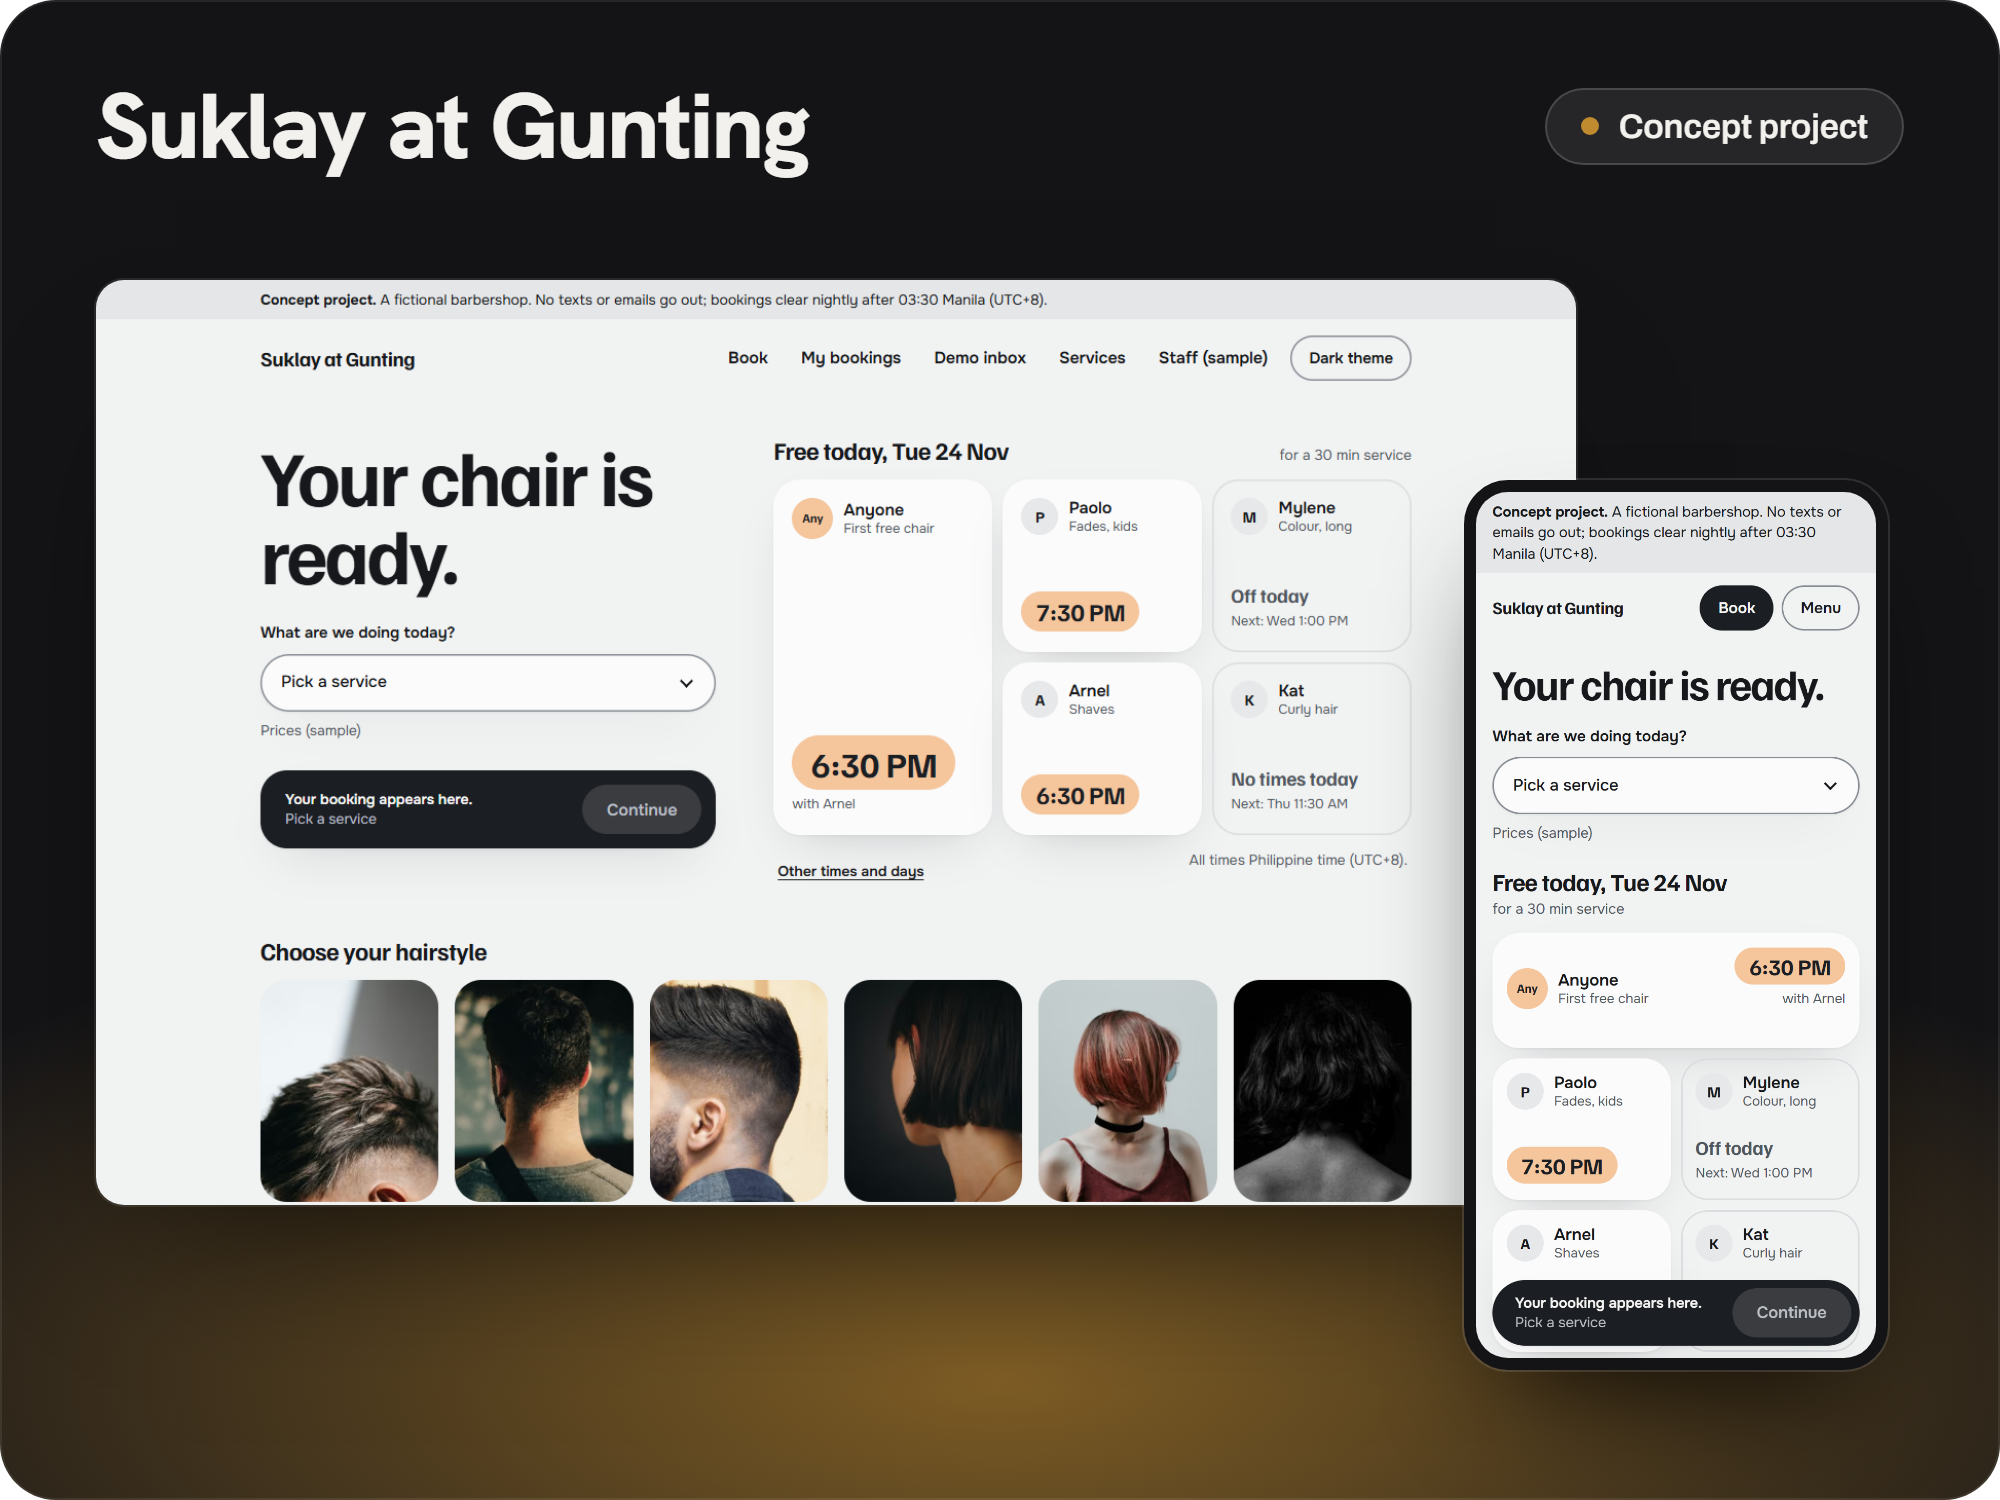 Suklay at Gunting
Concept project
Concept project. A fictional barbershop. No texts or emails go out; bookings clear nightly after 03:30 Manila (UTC+8).
Suklay at Gunting
Book
My bookings
Demo inbox
Services
Staff (sample)
Dark theme
Your chair is
ready.
What are we doing today?
Pick a service
Prices (sample)
Your booking appears here.
Pick a service
Continue
Free today, Tue 24 Nov
for a 30 min service
Any
Anyone
First free chair
6:30 PM
with Arnel
P
Paolo
Fades, kids
7:30 PM
M
Mylene
Colour, long
Off today
Next: Wed 1:00 PM
A
Arnel
Shaves
6:30 PM
K
Kat
Curly hair
No times today
Next: Thu 11:30 AM
Other times and days
All times Philippine time (UTC+8).
Choose your hairstyle
Concept project. A fictional barbershop. No texts or
emails go out; bookings clear nightly after 03:30
Manila (UTC+8).
Suklay at Gunting
Book
Menu
Your chair is ready.
What are we doing today?
Pick a service
Prices (sample)
Free today, Tue 24 Nov
for a 30 min service
Any
Anyone
First free chair
6:30 PM
with Arnel
P
Paolo
Fades, kids
7:30 PM
M
Mylene
Colour, long
Off today
Next: Wed 1:00 PM
A
Arnel
Shaves
K
Kat
Curly hair
Your booking appears here.
Pick a service
Continue